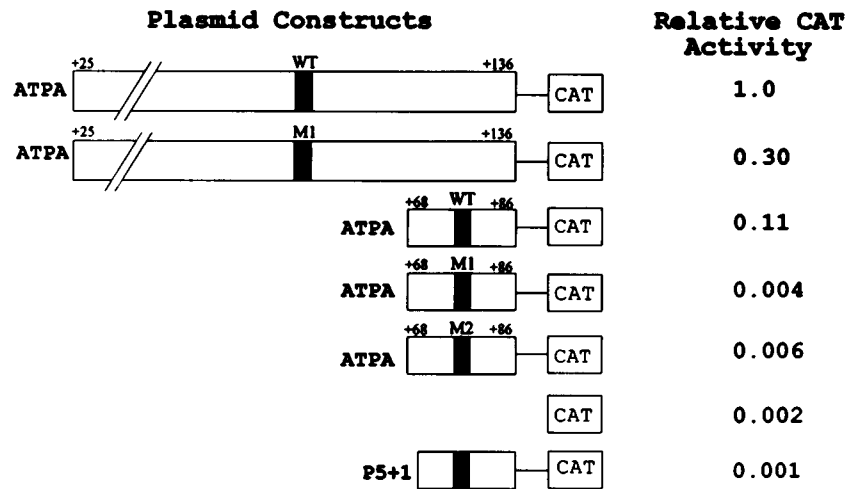 Plasmid Constructs Relative CAT Activity
+25 WT +136
ATPA CAT 1.0
+25 M1 +136
ATPA CAT 0.30
+68 WT +86
ATPA CAT 0.11
+68 M1 +86
ATPA CAT 0.004
+68 M2 +86
ATPA CAT 0.006
CAT 0.002
P5+1 CAT 0.001